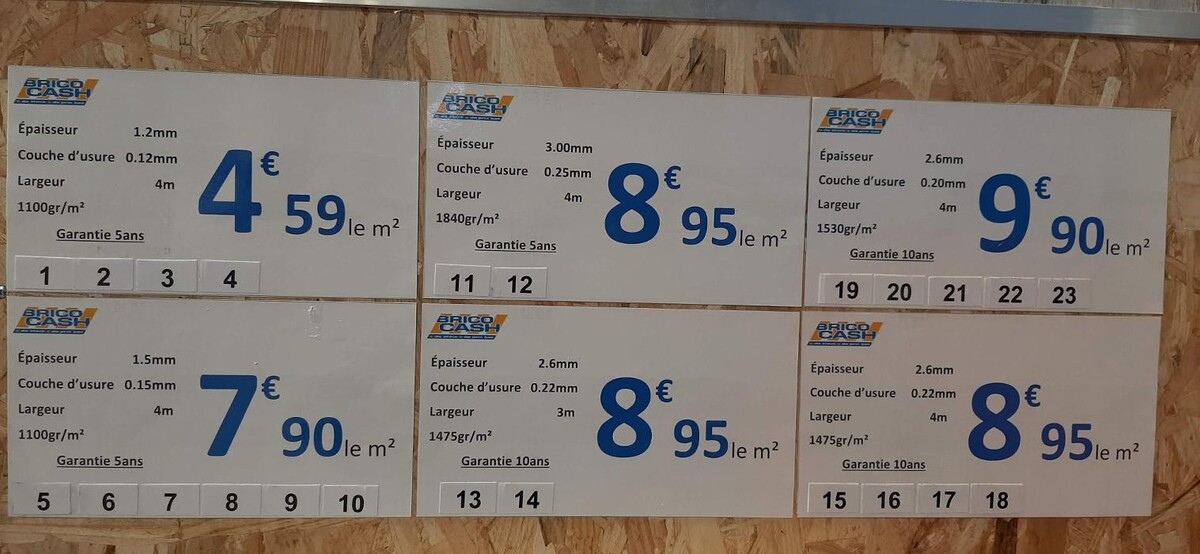 BRICO
CASH
Épaisseur 1.2mm
Couche d'usure 0.12mm
Largeur 4m
1100gr/m²
Garantie 5ans
4€59le m²
1 2 3 4
BRICO
CASH
Épaisseur 3.00mm
Couche d'usure 0.25mm
Largeur 4m
1840gr/m²
Garantie 5ans
8€95le m²
11 12
BRICO
CASH
Épaisseur 2.6mm
Couche d'usure 0.20mm
Largeur 4m
1530gr/m²
Garantie 10ans
9€90le m²
19 20 21 22 23
BRICO
CASH
Épaisseur 1.5mm
Couche d'usure 0.15mm
Largeur 4m
1100gr/m²
Garantie 5ans
7€90le m²
5 6 7 8 9 10
BRICO
CASH
Épaisseur 2.6mm
Couche d'usure 0.22mm
Largeur 3m
1475gr/m²
Garantie 10ans
8€95le m²
13 14
BRICO
CASH
Épaisseur 2.6mm
Couche d'usure 0.22mm
Largeur 4m
1475gr/m²
Garantie 10ans
8€95le m²
15 16 17 18